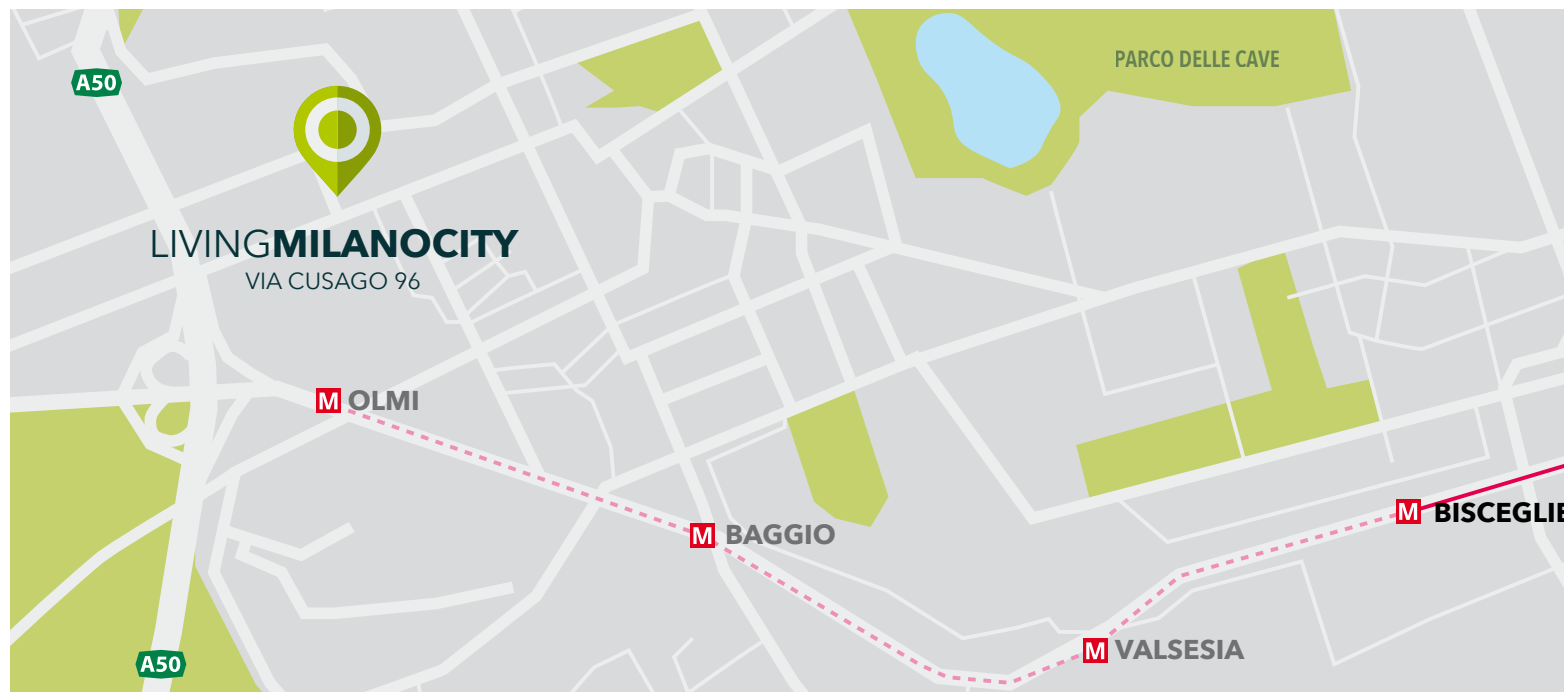 PARCO DELLE CAVE
A50
LIVINGMILANOCITY
VIA CUSAGO 96
M OLMI
M BISCEGLIE
M BAGGIO
M VALSESIA
A50